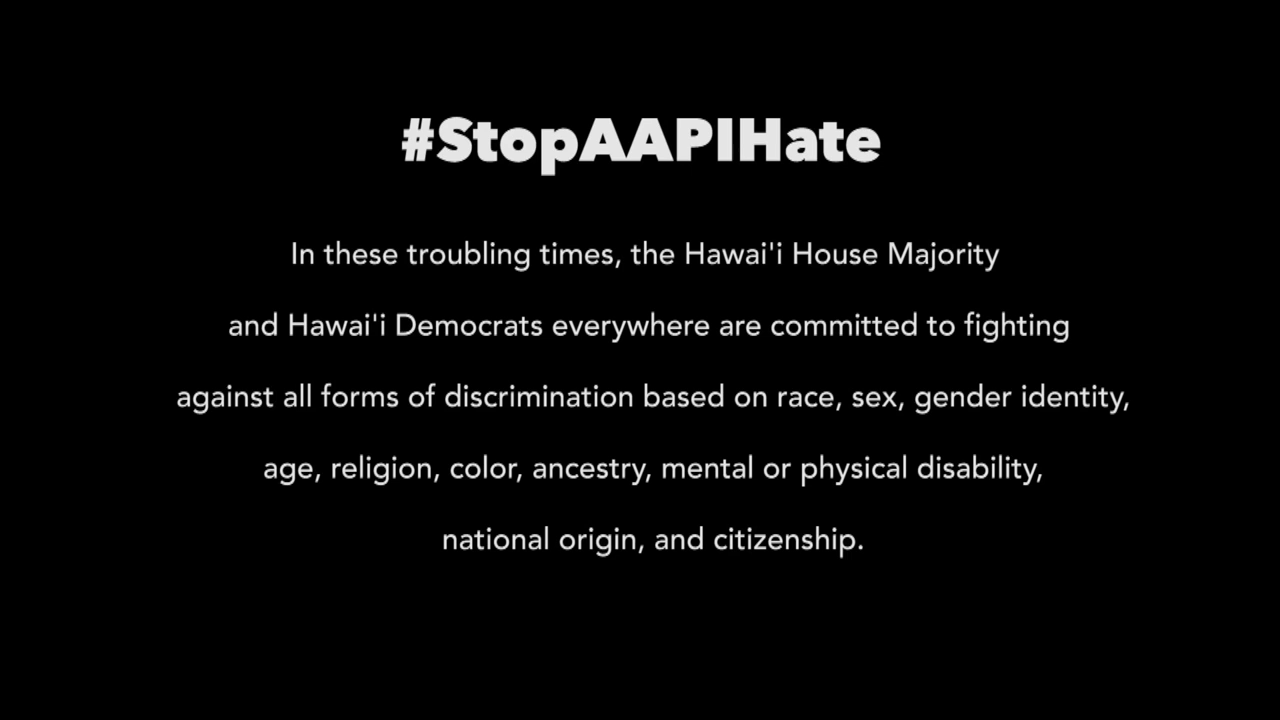 #StopAAPIHate
In these troubling times, the Hawai'i House Majority
and Hawai'i Democrats everywhere are committed to fighting
against all forms of discrimination based on race, sex, gender identity,
age, religion, color, ancestry, mental or physical disability,
national origin, and citizenship.